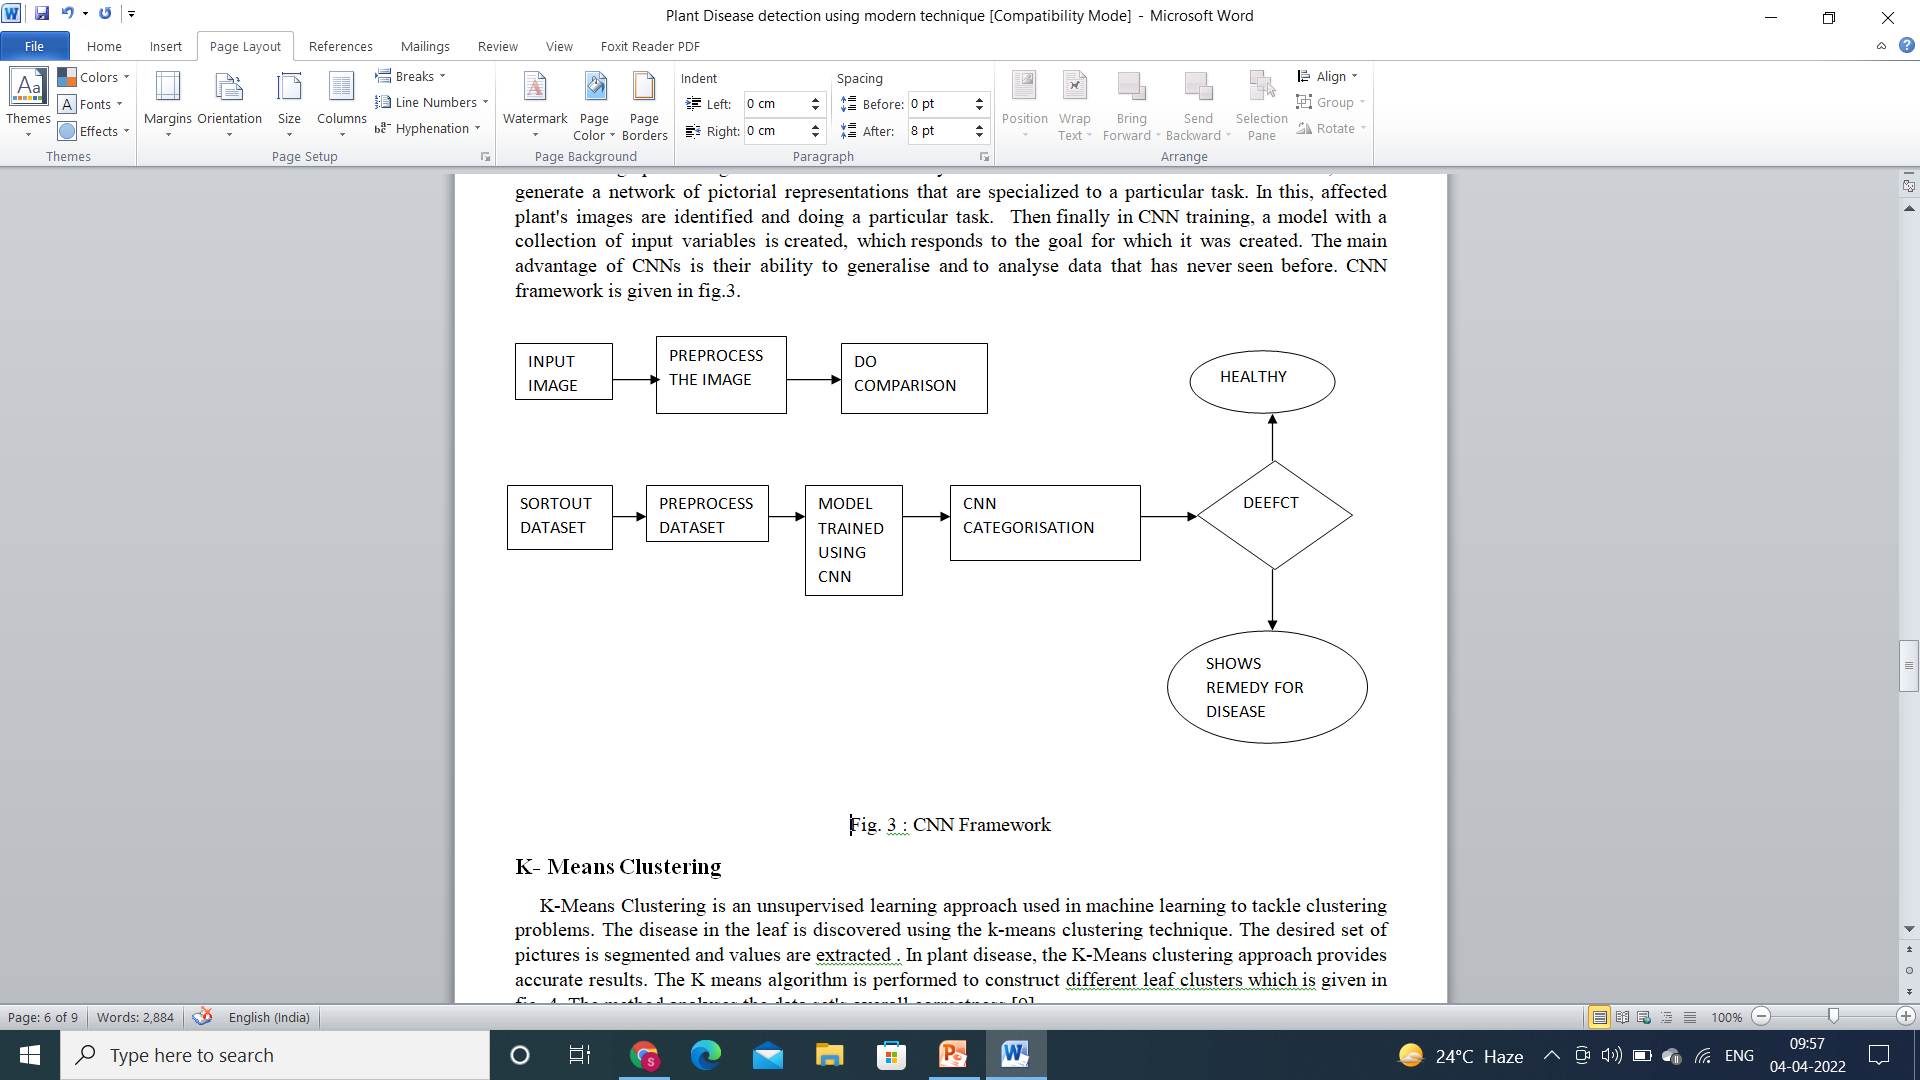 Plant Disease detection using modern technique [Compatibility Mode] - Microsoft Word
File Home Insert Page Layout References Mailings Review View Foxit Reader PDF
Themes
Colors
Fonts
Effects
Themes
Margins Orientation Size Columns
Breaks
Line Numbers
Hyphenation
Page Setup
Watermark Page Color Page Borders
Page Background
Indent
Left: 0 cm
Right: 0 cm
Spacing
Before: 0 pt
After: 8 pt
Paragraph
Position Wrap Text Bring Forward Send Backward Selection Pane
Align
Group
Rotate
Arrange
generate a network of pictorial representations that are specialized to a particular task. In this, affected
plant's images are identified and doing a particular task. Then finally in CNN training, a model with a
collection of input variables is created, which responds to the goal for which it was created. The main
advantage of CNNs is their ability to generalise and to analyse data that has never seen before. CNN
framework is given in fig.3.
INPUT
IMAGE
PREPROCESS
THE IMAGE
DO
COMPARISON
HEALTHY
SORTOUT
DATASET
PREPROCESS
DATASET
MODEL
TRAINED
USING
CNN
CNN
CATEGORISATION
DEEFCT
SHOWS
REMEDY FOR
DISEASE
Fig. 3 : CNN Framework
K- Means Clustering
K-Means Clustering is an unsupervised learning approach used in machine learning to tackle clustering
problems. The disease in the leaf is discovered using the k-means clustering technique. The desired set of
pictures is segmented and values are extracted . In plant disease, the K-Means clustering approach provides
accurate results. The K means algorithm is performed to construct different leaf clusters which is given in
fig. 4. The method analyses the data set's overall correctness [9]
Page: 6 of 9 Words: 2,884 English (India) 100%
Type here to search
24°C Haze ENG
09:57
04-04-2022